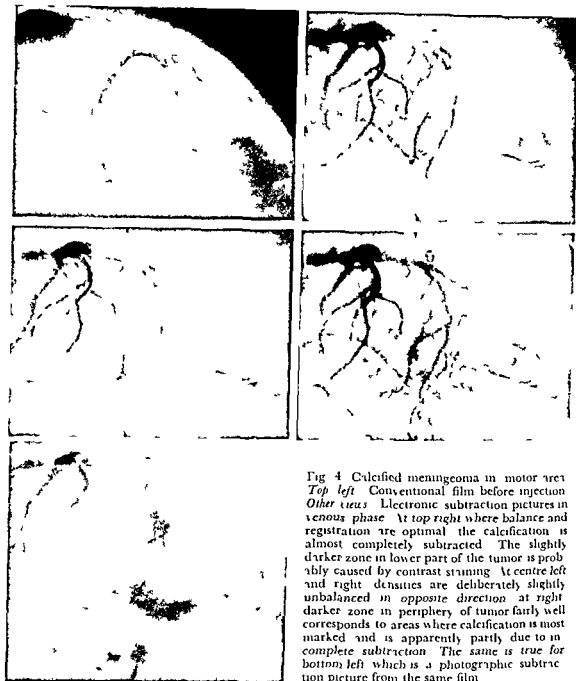 Fig 4 Calcified meningeoma in motor area
Top left Conventional film before injection
Other views Electronic subtraction pictures in
venous phase At top right where balance and
registration are optimal the calcification is
almost completely subtracted The slightly
darker zone in lower part of the tumor is prob
ably caused by contrast staining At centre left
and right densities are deliberately slightly
unbalanced in opposite direction at right
darker zone in periphery of tumor fairly well
corresponds to areas where calcification is most
marked and is apparently partly due to in
complete subtraction The same is true for
bottom left which is a photographic subtrac
tion picture from the same film